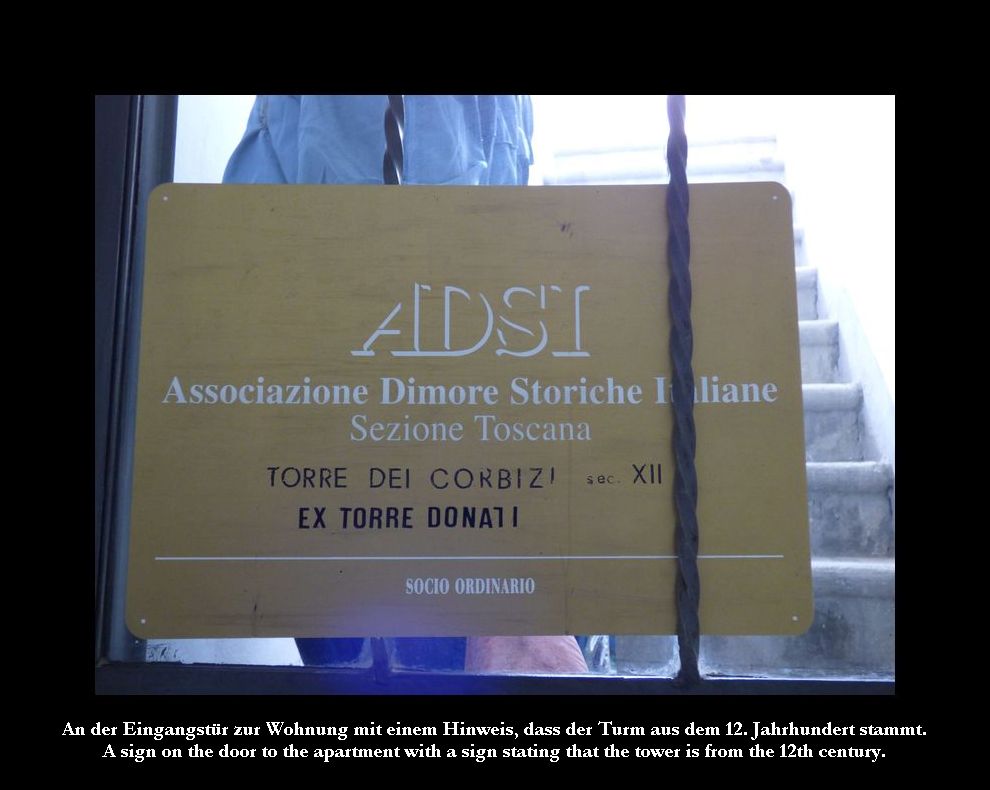 ADSI
Associazione Dimore Storiche Italiane
Sezione Toscana
TORRE DEI CORBIZI sec. XII
EX TORRE DONATI
SOCIO ORDINARIO
An der Eingangstür zur Wohnung mit einem Hinweis, dass der Turm aus dem 12. Jahrhundert stammt.
A sign on the door to the apartment with a sign stating that the tower is from the 12th century.